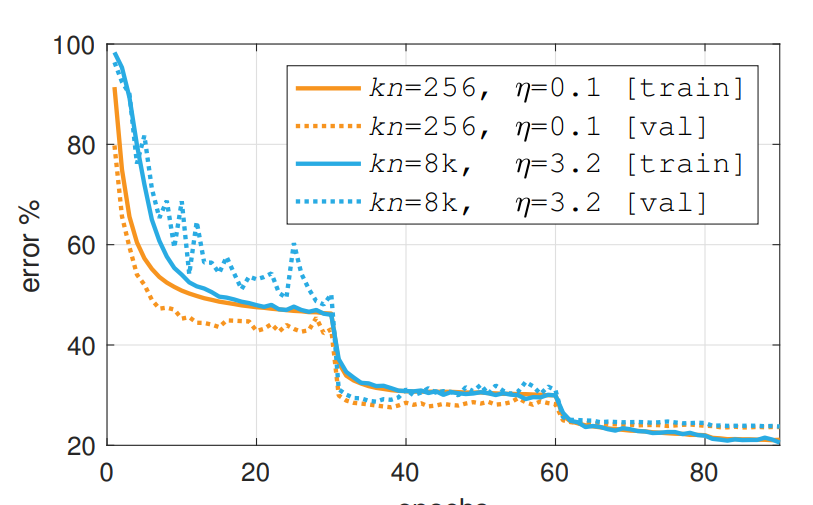 100
80
60
40
20
error %
kn=256, η=0.1 [train]
kn=256, η=0.1 [val]
kn=8k, η=3.2 [train]
kn=8k, η=3.2 [val]
0 20 40 60 80